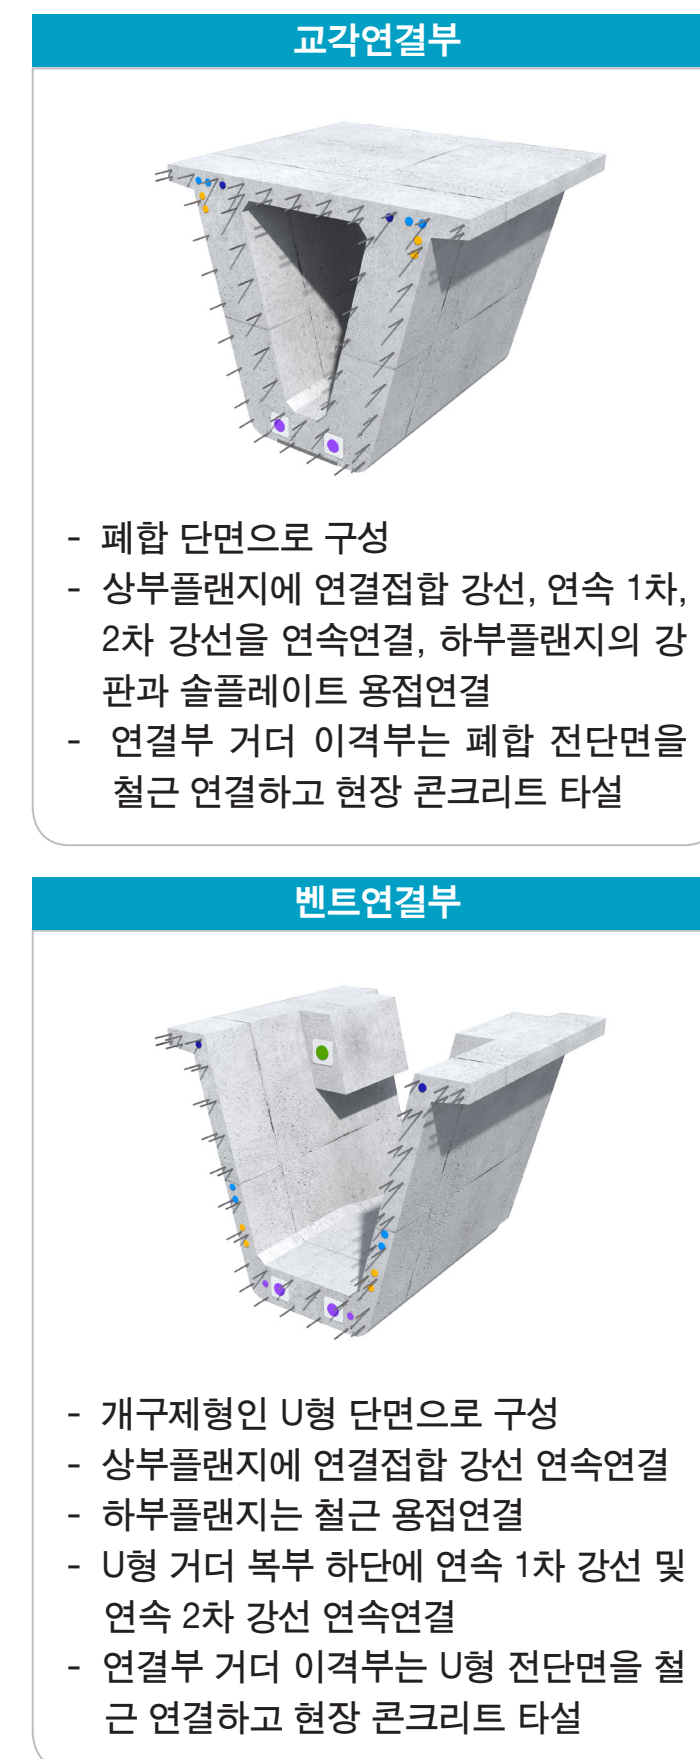 교각연결부
- 폐합 단면으로 구성
- 상부플랜지에 연결접합 강선, 연속 1차,
2차 강선을 연속연결, 하부플랜지의 강
판과 솔플레이트 용접연결
- 연결부 거더 이격부는 폐합 전단면을
철근 연결하고 현장 콘크리트 타설
벤트연결부
- 개구제형인 U형 단면으로 구성
- 상부플랜지에 연결접합 강선 연속연결
- 하부플랜지는 철근 용접연결
- U형 거더 복부 하단에 연속 1차 강선 및
연속 2차 강선 연속연결
- 연결부 거더 이격부는 U형 전단면을 철
근 연결하고 현장 콘크리트 타설